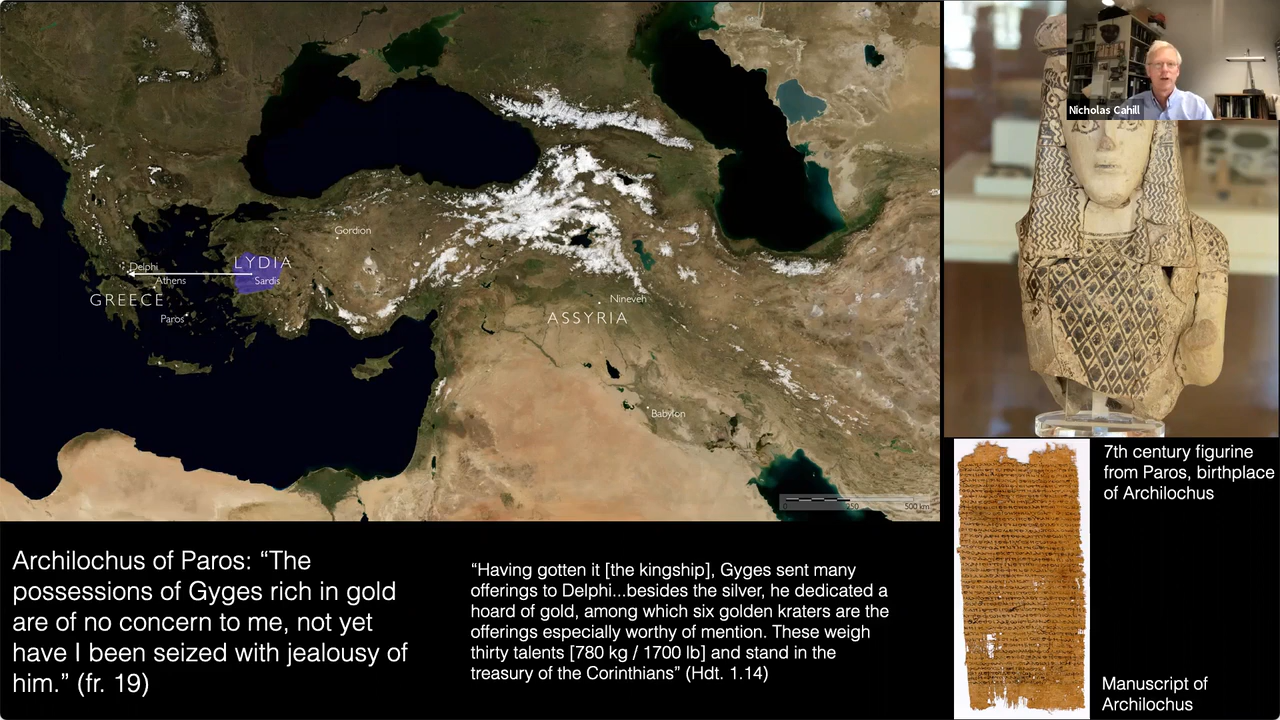 Gordion
LYDIA
Delphi
Athens
Sardis
GREECE
Paros
Nineveh
ASSYRIA
Babylon
0 250 500 km
Nicholas Cahill
7th century figurine
from Paros, birthplace
of Archilochus
Archilochus of Paros: “The
possessions of Gyges rich in gold
are of no concern to me, not yet
have I been seized with jealousy of
him.” (fr. 19)
“Having gotten it [the kingship], Gyges sent many
offerings to Delphi...besides the silver, he dedicated a
hoard of gold, among which six golden kraters are the
offerings especially worthy of mention. These weigh
thirty talents [780 kg / 1700 lb] and stand in the
treasury of the Corinthians” (Hdt. 1.14)
Manuscript of
Archilochus